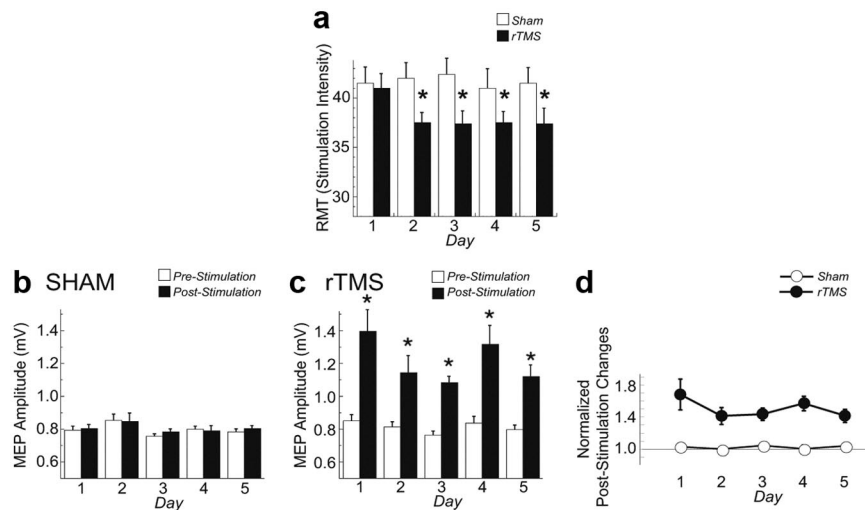 a
Sham
rTMS
RMT (Stimulation Intensity)
40
35
30
* * * *
1 2 3 4 5
Day
b SHAM
Pre-Stimulation
Post-Stimulation
MEP Amplitude (mV)
1.4
1.2
1.0
0.8
0.6
1 2 3 4 5
Day
c rTMS
Pre-Stimulation
Post-Stimulation
MEP Amplitude (mV)
1.4
1.2
1.0
0.8
0.6
* * * * *
1 2 3 4 5
Day
d
Sham
rTMS
Normalized
Post-Stimulation Changes
1.8
1.4
1.0
1 2 3 4 5
Day